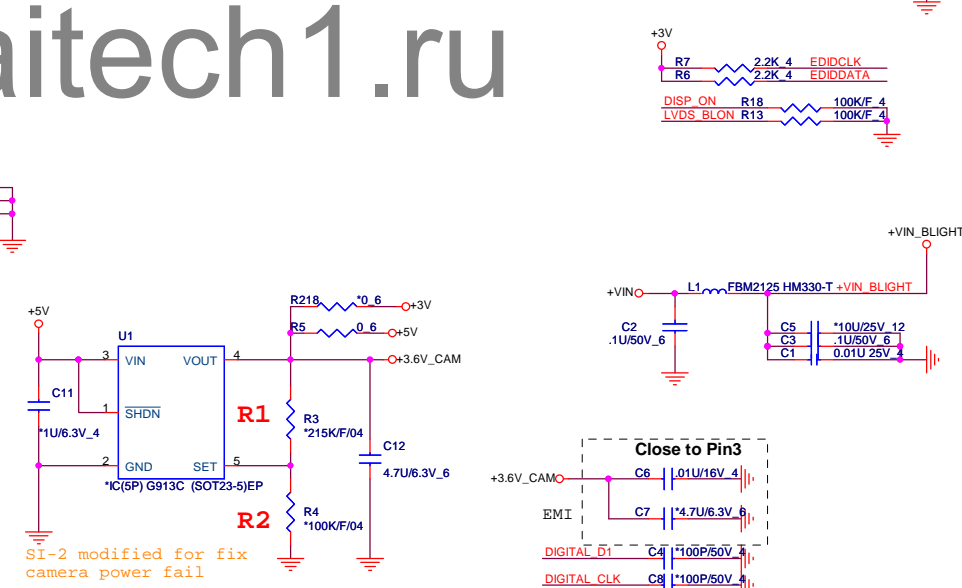 aitech1.ru
+3V
R7 2.2K_4 EDIDCLK
R6 2.2K_4 EDIDDATA
DISP_ON R18 100K/F_4
LVDS_BLON R13 100K/F_4
+VIN_BLIGHT
+VIN L1 FBM2125 HM330-T +VIN_BLIGHT
C2
.1U/50V_6
C5 *10U/25V_12
C3 .1U/50V_6
C1 0.01U 25V_4
R218 *0_6 +3V
R5 0_6 +5V
+5V
U1
3 VIN VOUT 4
+3.6V_CAM
C11
*1U/6.3V_4
1 SHDN
R1
R3
*215K/F/04
C12
4.7U/6.3V_6
2 GND SET 5
*IC(5P) G913C (SOT23-5)EP
R2
R4
*100K/F/04
SI-2 modified for fix
camera power fail
Close to Pin3
+3.6V_CAM C6 .01U/16V_4
EMI C7 *4.7U/6.3V_6
DIGITAL_D1 C4 *100P/50V_4
DIGITAL_CLK C8 *100P/50V_4